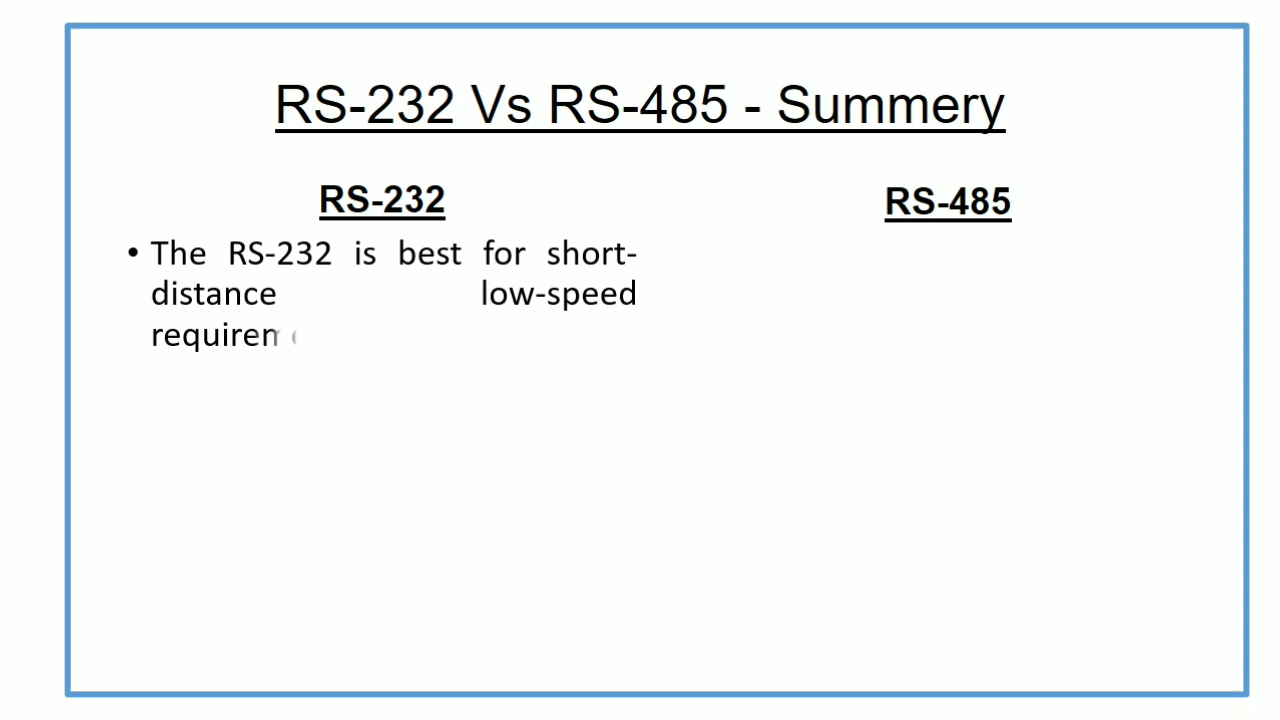 RS-232 Vs RS-485 - Summery
RS-232
RS-485
• The RS-232 is best for short-
distance low-speed